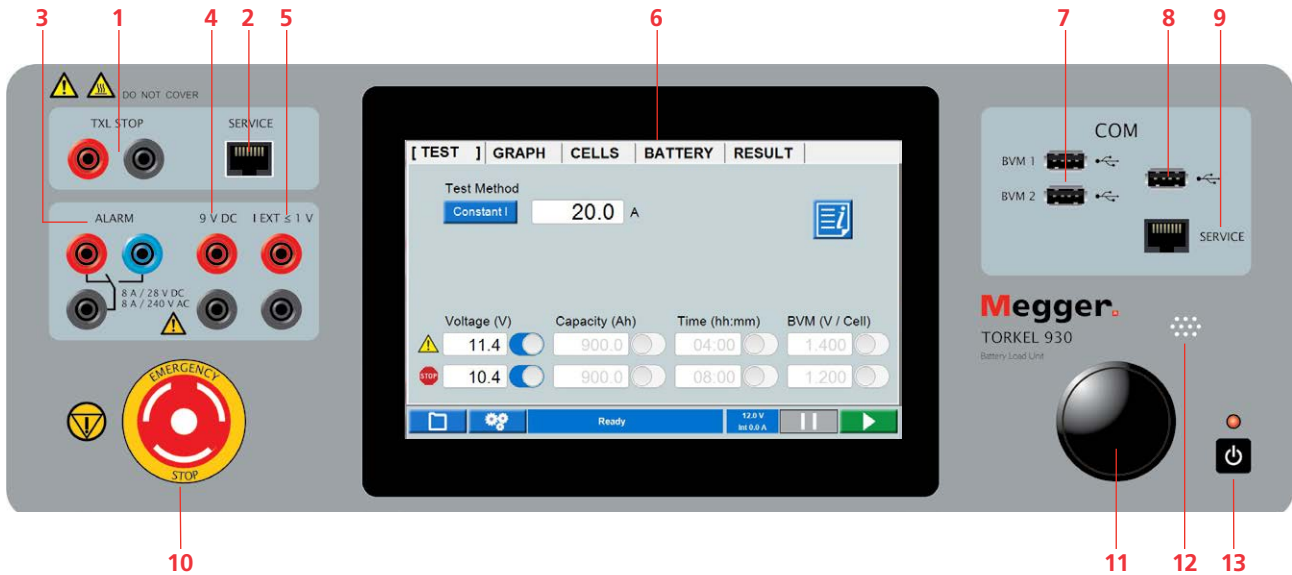 3 1 4 2 5 6 7 8 9
DO NOT COVER
TXL STOP SERVICE
ALARM 9 V DC I EXT ≤ 1 V
8 A / 28 V DC
8 A / 240 V AC
EMERGENCY
STOP
[ TEST ] GRAPH CELLS BATTERY RESULT
Test Method
Constant I 20.0 A
i
Voltage (V) Capacity (Ah) Time (hh:mm) BVM (V / Cell)
11.4 900.0 04:00 1.400
STOP 10.4 900.0 08:00 1.200
Ready 12.0 V
Int 0.0 A
COM
BVM 1
BVM 2
SERVICE
Megger.
TORKEL 930
Battery Load Unit
10 11 12 13